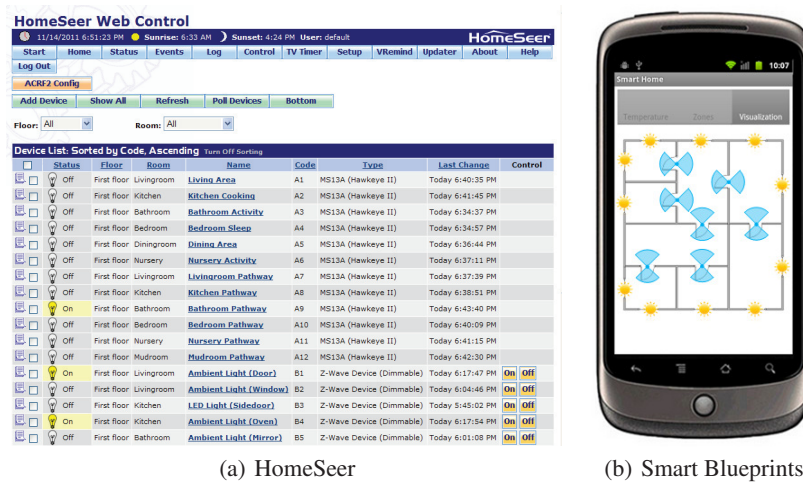 HomeSeer Web Control
11/14/2011 6:51:23 PM Sunrise: 6:33 AM Sunset: 4:24 PM User: default HomeSeer
Start Home Status Events Log Control TV Timer Setup VRemind Updater About Help
Log Out
ACRF2 Config
Add Device Show All Refresh Poll Devices Bottom
Floor: All Room: All
Device List: Sorted by Code, Ascending Turn Off Sorting
Status Floor Room Name Code Type Last Change Control
Off First floor Livingroom Living Area A1 MS13A (Hawkeye II) Today 6:40:35 PM
Off First floor Kitchen Kitchen Cooking A2 MS13A (Hawkeye II) Today 6:41:45 PM
Off First floor Bathroom Bathroom Activity A3 MS13A (Hawkeye II) Today 6:34:37 PM
Off First floor Bedroom Bedroom Sleep A4 MS13A (Hawkeye II) Today 6:34:57 PM
Off First floor Diningroom Dining Area A5 MS13A (Hawkeye II) Today 6:36:44 PM
Off First floor Nursery Nursery Activity A6 MS13A (Hawkeye II) Today 6:37:11 PM
Off First floor Livingroom Livingroom Pathway A7 MS13A (Hawkeye II) Today 6:37:39 PM
Off First floor Kitchen Kitchen Pathway A8 MS13A (Hawkeye II) Today 6:38:51 PM
On First floor Bathroom Bathroom Pathway A9 MS13A (Hawkeye II) Today 6:43:40 PM
Off First floor Bedroom Bedroom Pathway A10 MS13A (Hawkeye II) Today 6:40:09 PM
Off First floor Nursery Nursery Pathway A11 MS13A (Hawkeye II) Today 6:41:15 PM
Off First floor Mudroom Mudroom Pathway A12 MS13A (Hawkeye II) Today 6:42:30 PM
On First floor Livingroom Ambient Light (Door) B1 Z-Wave Device (Dimmable) Today 6:17:47 PM On Off
Off First floor Livingroom Ambient Light (Window) B2 Z-Wave Device (Dimmable) Today 6:04:46 PM On Off
Off First floor Kitchen LED Light (Sidedoor) B3 Z-Wave Device (Dimmable) Today 5:45:02 PM On Off
On First floor Kitchen Ambient Light (Oven) B4 Z-Wave Device (Dimmable) Today 6:17:54 PM On Off
Off First floor Bathroom Ambient Light (Mirror) B5 Z-Wave Device (Dimmable) Today 6:01:08 PM On Off
(a) HomeSeer
10:07
Smart Home
Temperature Zones Visualization
(b) Smart Blueprints